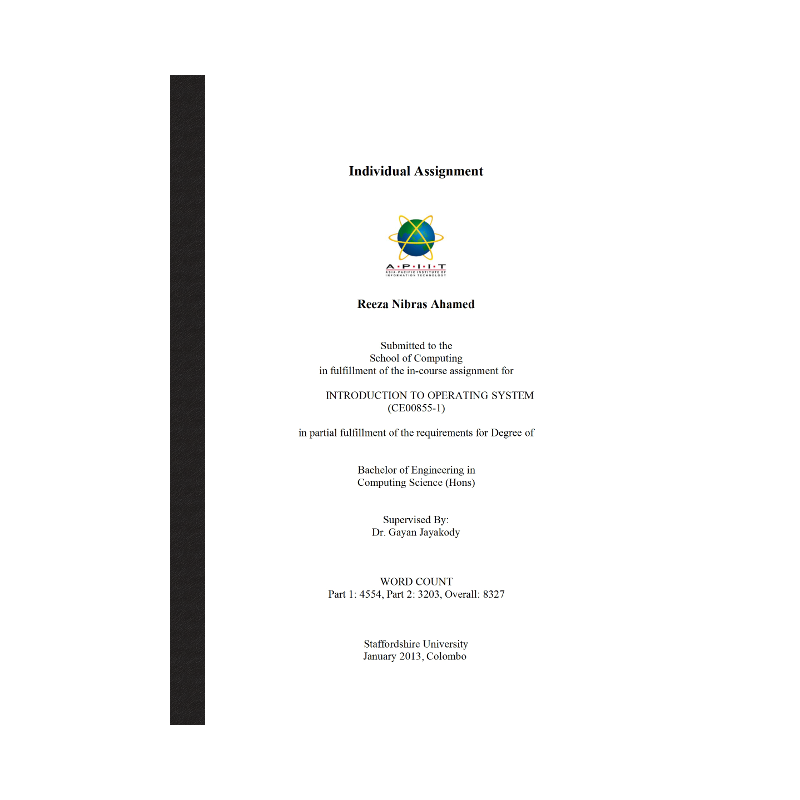 Individual Assignment
A·P·I·I·T
ASIA PACIFIC INSTITUTE OF
INFORMATION TECHNOLOGY
Reeza Nibras Ahamed
Submitted to the
School of Computing
in fulfillment of the in-course assignment for
INTRODUCTION TO OPERATING SYSTEM
(CE00855-1)
in partial fulfillment of the requirements for Degree of
Bachelor of Engineering in
Computing Science (Hons)
Supervised By:
Dr. Gayan Jayakody
WORD COUNT
Part 1: 4554, Part 2: 3203, Overall: 8327
Staffordshire University
January 2013, Colombo